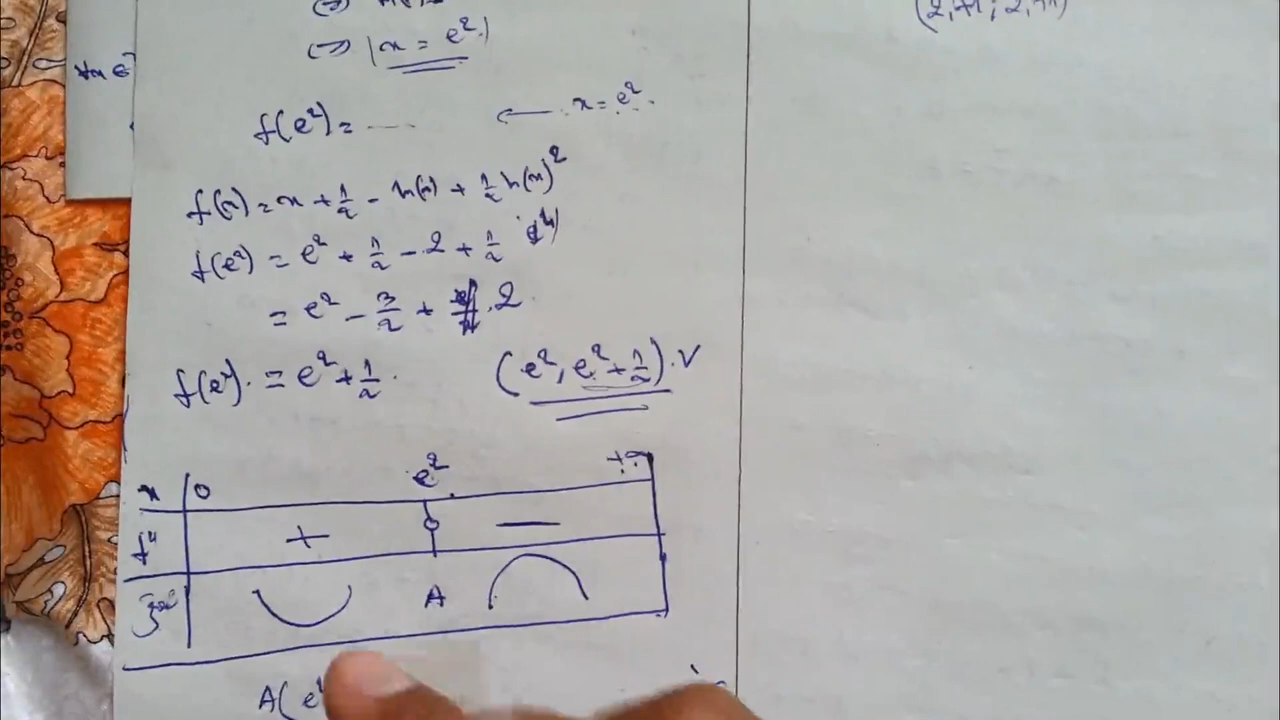 (⇒) |x = e²|
∀x ∈
f(e²) = ...... ← x = e² ..
f(x) = x + 1/2 - ln(x) + 1/2 ln(x)²
f(e²) = e² + 1/2 - 2 + 1/2
= e² - 3/2 + 2
f(e²) = e² + 1/2 . (e², e² + 1/2) . V
x 0 e² +∞
f" + 0 —
A
A( e²